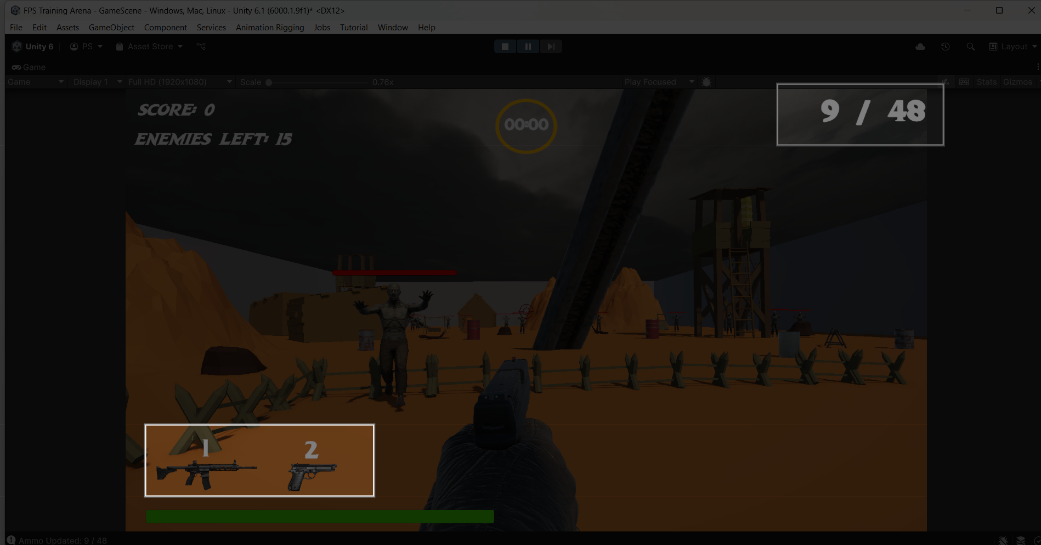 FPS Training Arena - GameScene - Windows, Mac, Linux - Unity 6.1 (6000.1.9f1)* <DX12>
File Edit Assets GameObject Component Services Animation Rigging Jobs Tutorial Window Help
Unity 6 PS Asset Store Layout
Game
Game Display 1 Full HD (1920x1080) Scale 0.76x Play Focused Stats Gizmos
SCORE: 0
00:00
9 / 48
ENEMIES LEFT: 15
1 2
Ammo Updated: 9 / 48